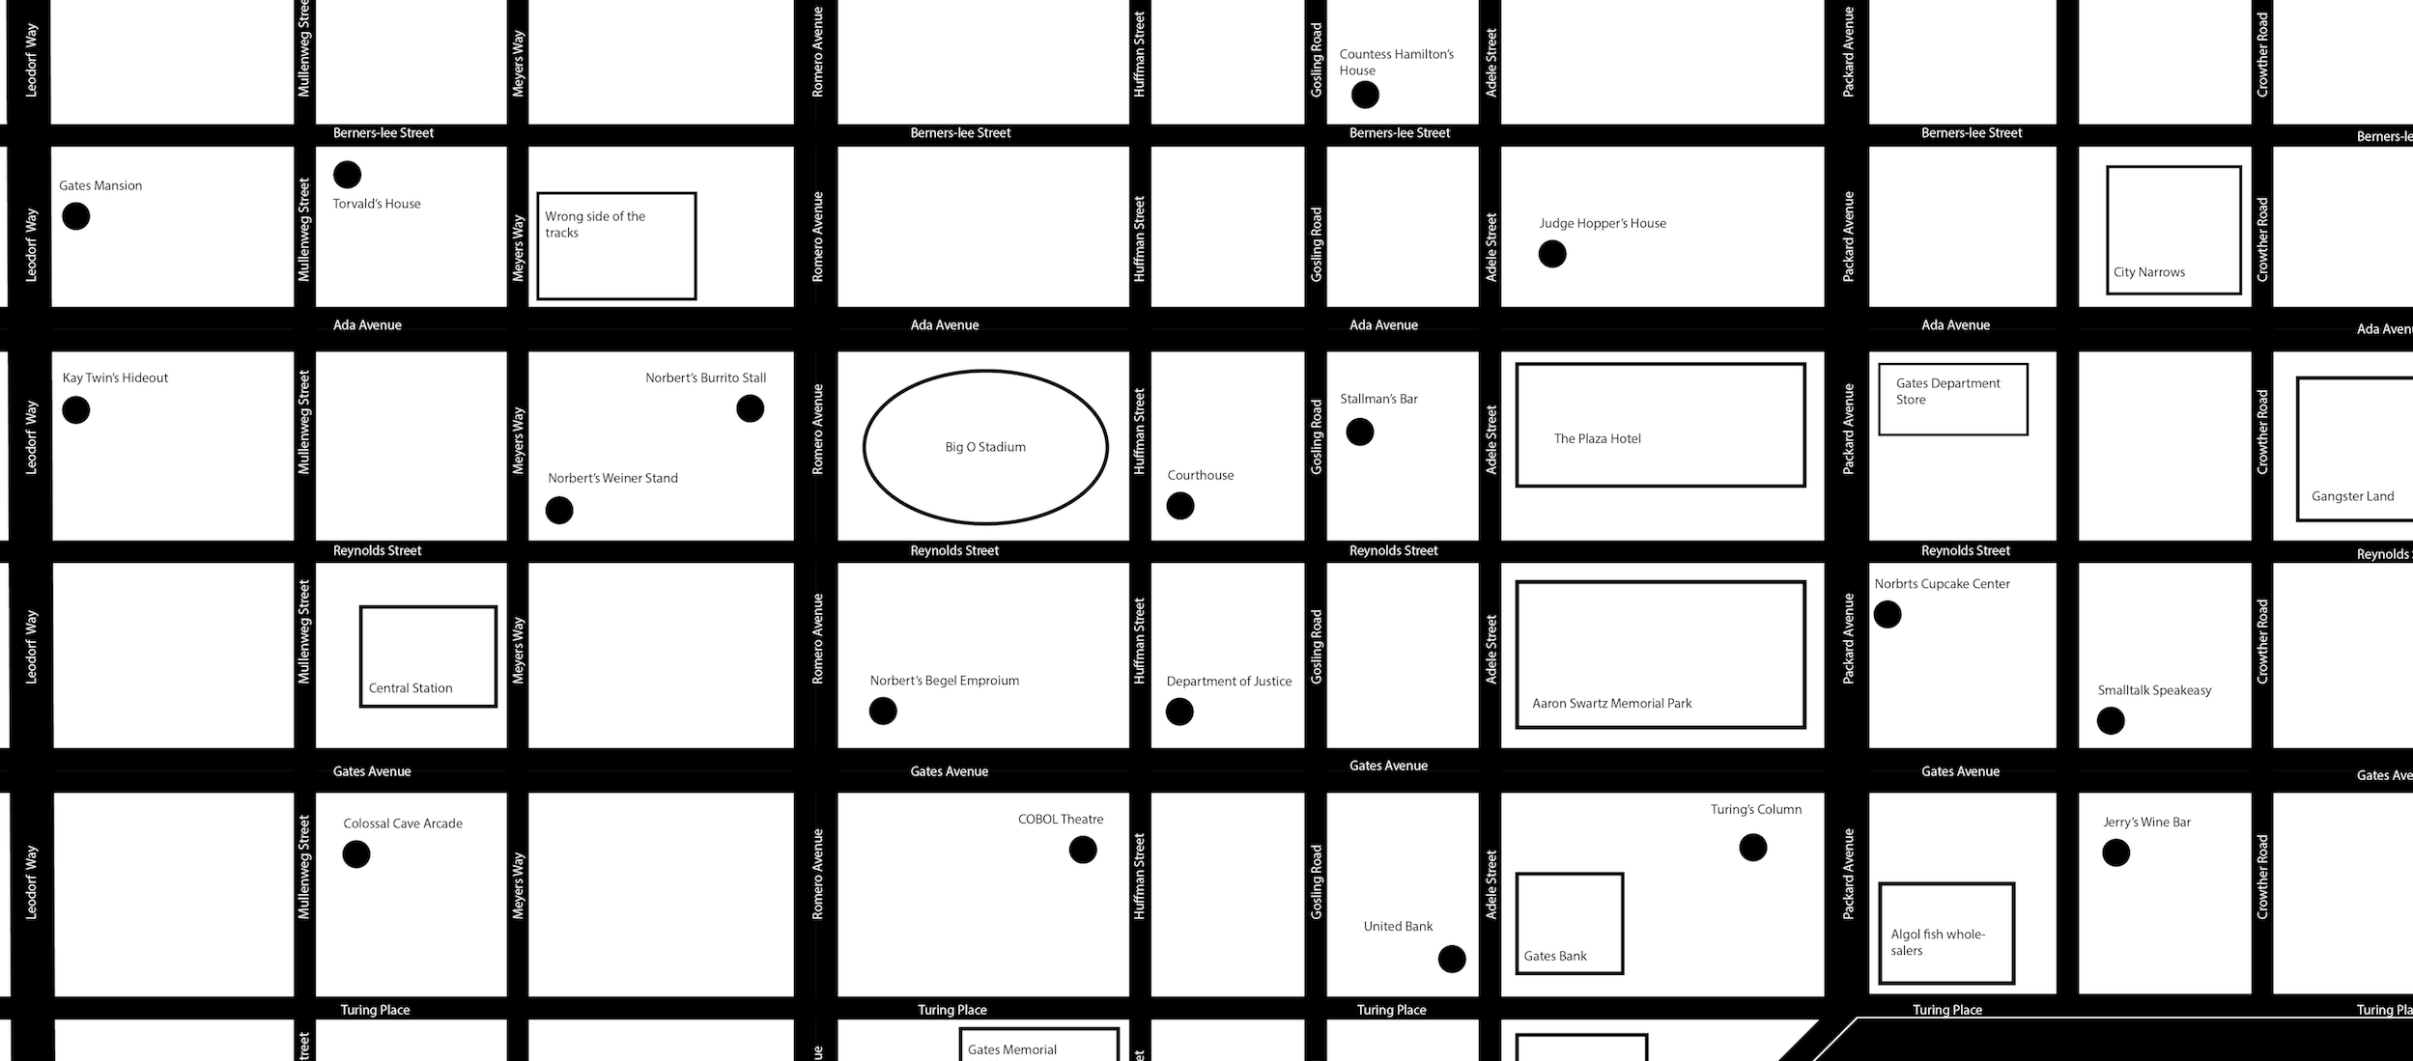 Leodorf Way
Mullenweg Stree
Meyers Way
Romero Avenue
Huffman Street
Gosling Road
Countess Hamilton's
House
Adele Street
Packard Avenue
Crowther Road
Berners-lee Street
Berners-lee Street
Berners-lee Street
Berners-lee Street
Berners-le
Leodorf Way
Gates Mansion
Mullenweg Street
Torvald's House
Meyers Way
Wrong side of the
tracks
Romero Avenue
Huffman Street
Gosling Road
Adele Street
Judge Hopper's House
Packard Avenue
City Narrows
Crowther Road
Ada Avenue
Ada Avenue
Ada Avenue
Ada Avenue
Ada Aven
Leodorf Way
Kay Twin's Hideout
Mullenweg Street
Meyers Way
Norbert's Burrito Stall
Norbert's Weiner Stand
Romero Avenue
Big O Stadium
Huffman Street
Courthouse
Gosling Road
Stallman's Bar
Adele Street
The Plaza Hotel
Packard Avenue
Gates Department
Store
Crowther Road
Gangster Land
Reynolds Street
Reynolds Street
Reynolds Street
Reynolds Street
Reynolds
Leodorf Way
Mullenweg Street
Central Station
Meyers Way
Romero Avenue
Norbert's Begel Emproium
Huffman Street
Department of Justice
Gosling Road
Adele Street
Aaron Swartz Memorial Park
Packard Avenue
Norbrts Cupcake Center
Smalltalk Speakeasy
Crowther Road
Gates Avenue
Gates Avenue
Gates Avenue
Gates Avenue
Gates Ave
Leodorf Way
Mullenweg Street
Colossal Cave Arcade
Meyers Way
Romero Avenue
COBOL Theatre
Huffman Street
Gosling Road
United Bank
Adele Street
Gates Bank
Turing's Column
Packard Avenue
Algol fish whole-
salers
Jerry's Wine Bar
Crowther Road
Turing Place
Turing Place
Turing Place
Turing Place
Turing Pla
treet
ue
Gates Memorial
et